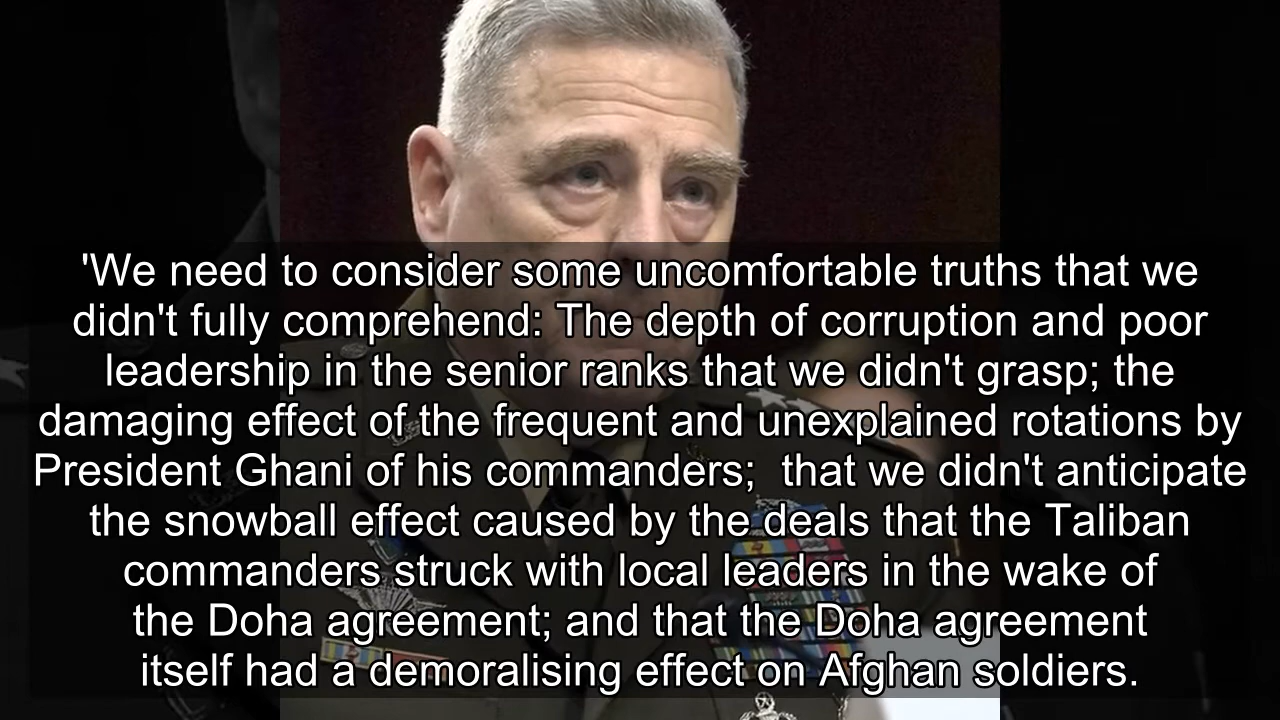 'We need to consider some uncomfortable truths that we
didn't fully comprehend: The depth of corruption and poor
leadership in the senior ranks that we didn't grasp; the
damaging effect of the frequent and unexplained rotations by
President Ghani of his commanders;  that we didn't anticipate
the snowball effect caused by the deals that the Taliban
commanders struck with local leaders in the wake of
the Doha agreement; and that the Doha agreement
itself had a demoralising effect on Afghan soldiers.